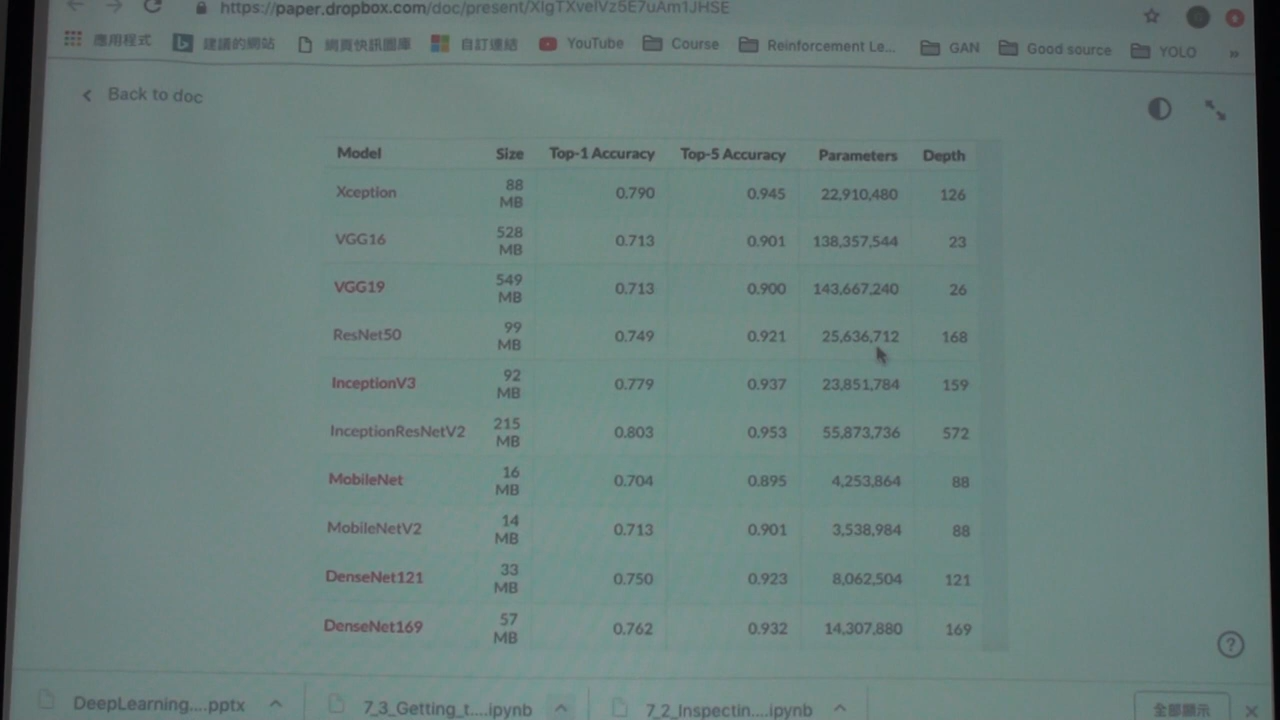 https://paper.dropbox.com/doc/present/XlgTXvelVz5E7uAm1JHSE
應用程式 建議的網站 網頁快訊圖庫 自訂連結 YouTube Course Reinforcement Le... GAN Good source YOLO »
Back to doc
Model Size Top-1 Accuracy Top-5 Accuracy Parameters Depth
Xception 88 MB 0.790 0.945 22,910,480 126
VGG16 528 MB 0.713 0.901 138,357,544 23
VGG19 549 MB 0.713 0.900 143,667,240 26
ResNet50 99 MB 0.749 0.921 25,636,712 168
InceptionV3 92 MB 0.779 0.937 23,851,784 159
InceptionResNetV2 215 MB 0.803 0.953 55,873,736 572
MobileNet 16 MB 0.704 0.895 4,253,864 88
MobileNetV2 14 MB 0.713 0.901 3,538,984 88
DenseNet121 33 MB 0.750 0.923 8,062,504 121
DenseNet169 57 MB 0.762 0.932 14,307,880 169
DeepLearning....pptx 7_3_Getting_t....ipynb 7_2_Inspectin....ipynb 全部顯示